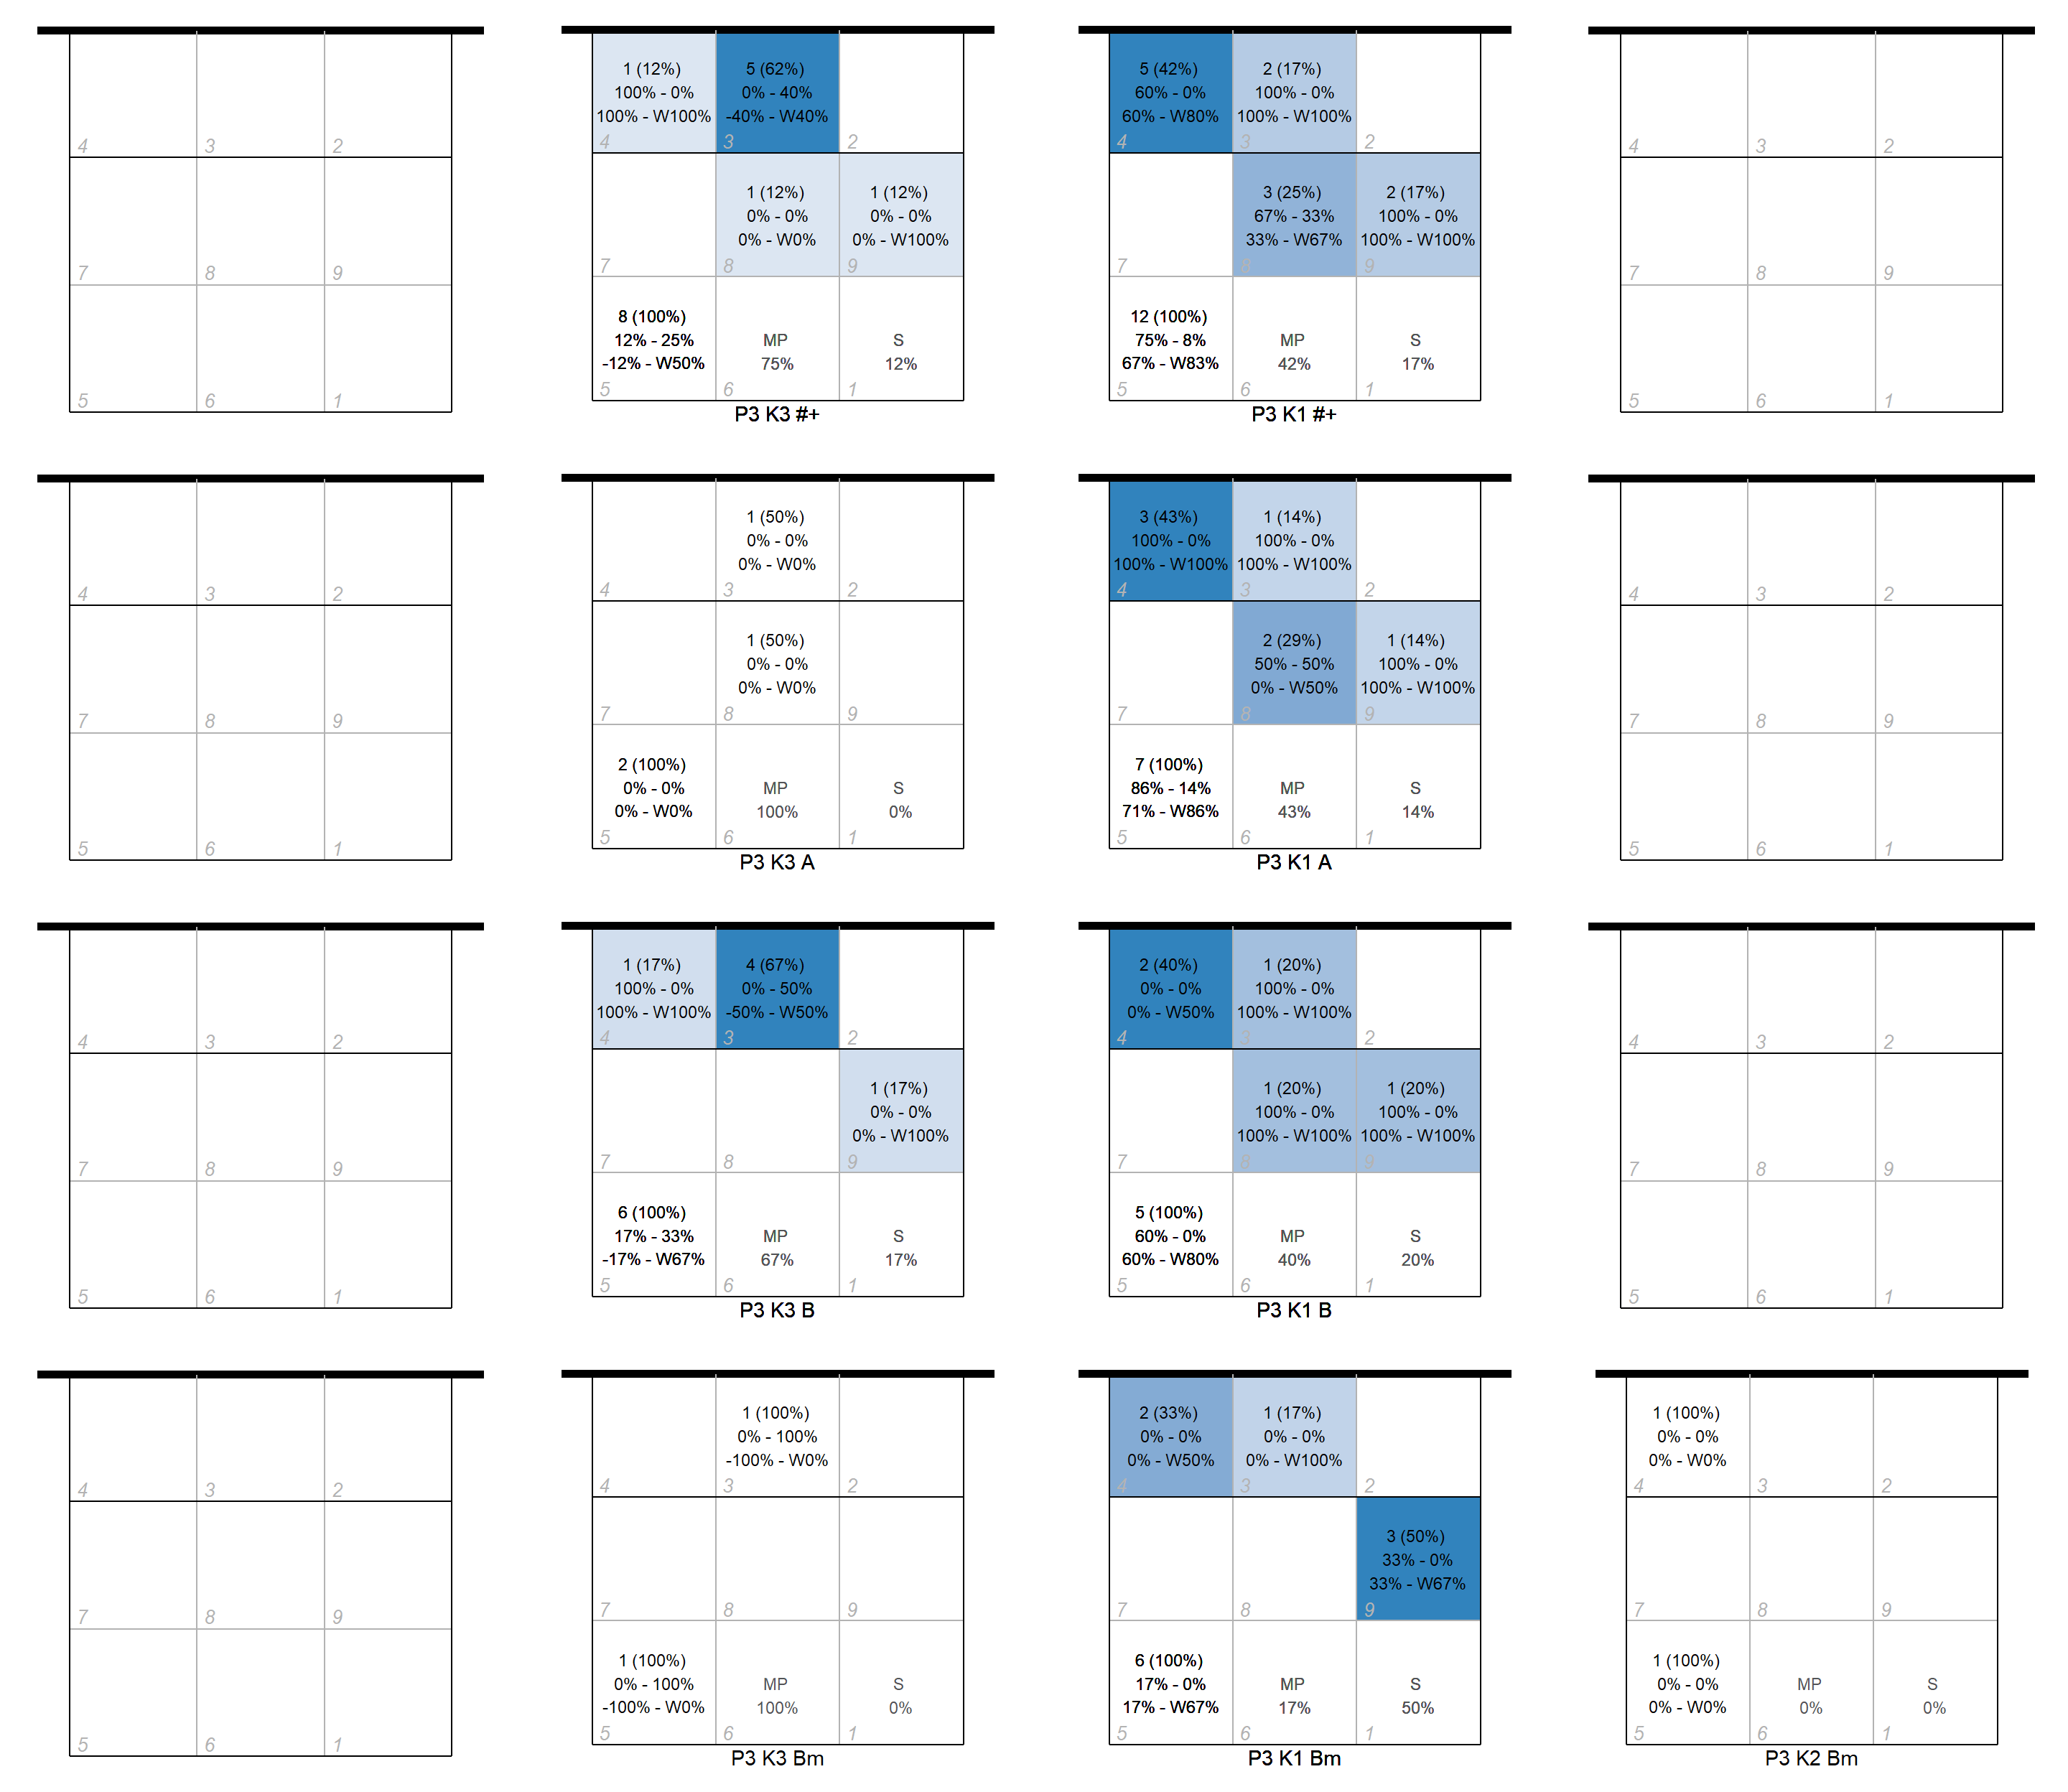 4 3 2
7 8 9
5 6 1
1 (12%)
100% - 0%
100% - W100%
4
5 (62%)
0% - 40%
-40% - W40%
3
2
7
1 (12%)
0% - 0%
0% - W0%
8
1 (12%)
0% - 0%
0% - W100%
9
8 (100%)
12% - 25%
-12% - W50%
5
MP
75%
6
S
12%
1
P3 K3 #+
5 (42%)
60% - 0%
60% - W80%
4
2 (17%)
100% - 0%
100% - W100%
3
2
7
3 (25%)
67% - 33%
33% - W67%
8
2 (17%)
100% - 0%
100% - W100%
9
12 (100%)
75% - 8%
67% - W83%
5
MP
42%
6
S
17%
1
P3 K1 #+
4 3 2
7 8 9
5 6 1
4 3 2
7 8 9
5 6 1
4
1 (50%)
0% - 0%
0% - W0%
3
2
7
1 (50%)
0% - 0%
0% - W0%
8
9
2 (100%)
0% - 0%
0% - W0%
5
MP
100%
6
S
0%
1
P3 K3 A
3 (43%)
100% - 0%
100% - W100%
4
1 (14%)
100% - 0%
100% - W100%
3
2
7
2 (29%)
50% - 50%
0% - W50%
8
1 (14%)
100% - 0%
100% - W100%
9
7 (100%)
86% - 14%
71% - W86%
5
MP
43%
6
S
14%
1
P3 K1 A
4 3 2
7 8 9
5 6 1
4 3 2
7 8 9
5 6 1
1 (17%)
100% - 0%
100% - W100%
4
4 (67%)
0% - 50%
-50% - W50%
3
2
7
8
1 (17%)
0% - 0%
0% - W100%
9
6 (100%)
17% - 33%
-17% - W67%
5
MP
67%
6
S
17%
1
P3 K3 B
2 (40%)
0% - 0%
0% - W50%
4
1 (20%)
100% - 0%
100% - W100%
3
2
7
1 (20%)
100% - 0%
100% - W100%
8
1 (20%)
100% - 0%
100% - W100%
9
5 (100%)
60% - 0%
60% - W80%
5
MP
40%
6
S
20%
1
P3 K1 B
4 3 2
7 8 9
5 6 1
4 3 2
7 8 9
5 6 1
4
1 (100%)
0% - 100%
-100% - W0%
3
2
7
8
9
1 (100%)
0% - 100%
-100% - W0%
5
MP
100%
6
S
0%
1
P3 K3 Bm
2 (33%)
0% - 0%
0% - W50%
4
1 (17%)
0% - 0%
0% - W100%
3
2
7
8
3 (50%)
33% - 0%
33% - W67%
9
6 (100%)
17% - 0%
17% - W67%
5
MP
17%
6
S
50%
1
P3 K1 Bm
1 (100%)
0% - 0%
0% - W0%
4
3
2
7
8
9
1 (100%)
0% - 0%
0% - W0%
5
MP
0%
6
S
0%
1
P3 K2 Bm